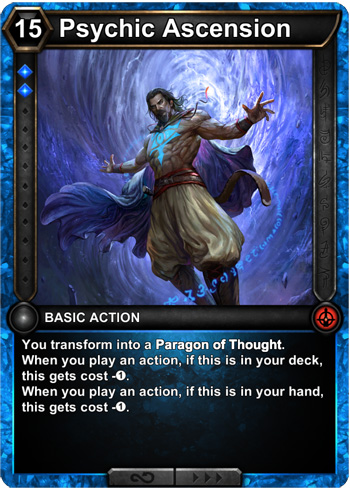 15 Psychic Ascension
BASIC ACTION
You transform into a Paragon of Thought.
When you play an action, if this is in your deck,
this gets cost -❶.
When you play an action, if this is in your hand,
this gets cost -❶.